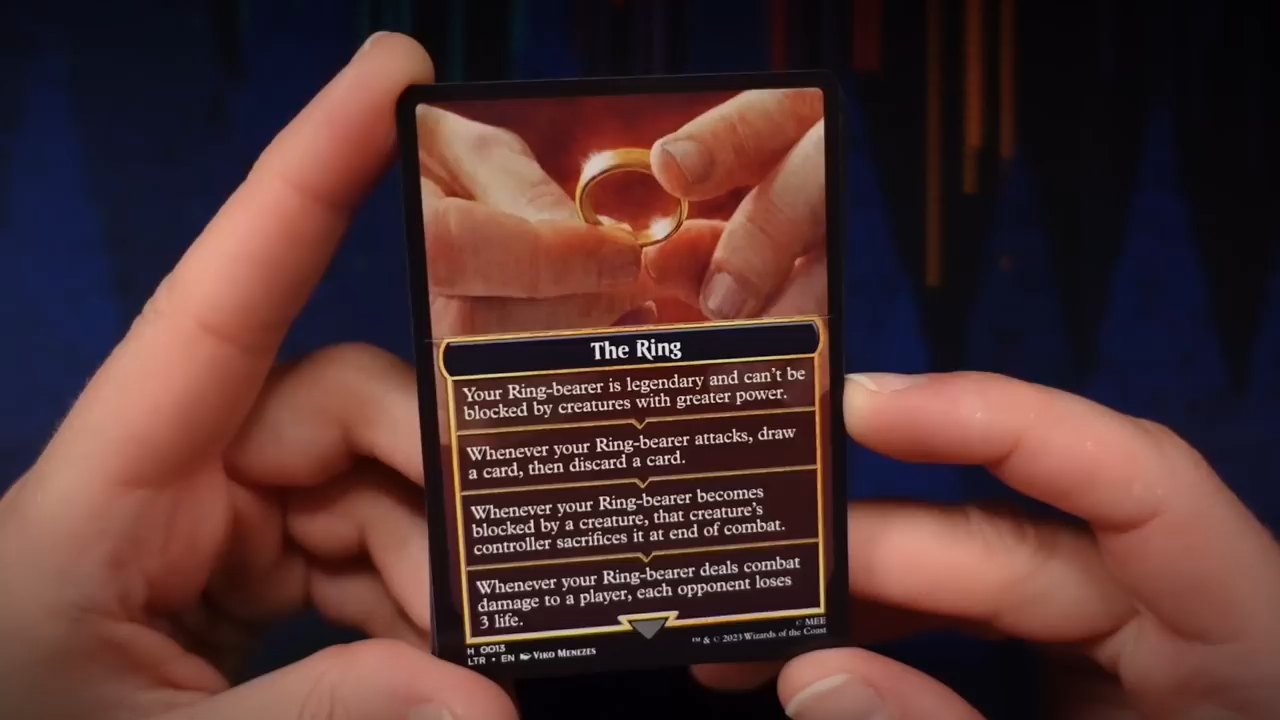 The Ring
Your Ring-bearer is legendary and can't be
blocked by creatures with greater power.
Whenever your Ring-bearer attacks, draw
a card, then discard a card.
Whenever your Ring-bearer becomes
blocked by a creature, that creature's
controller sacrifices it at end of combat.
Whenever your Ring-bearer deals combat
damage to a player, each opponent loses
3 life.
H 0013
LTR • EN Viko Menezes
© MEE
™ & © 2023 Wizards of the Coast